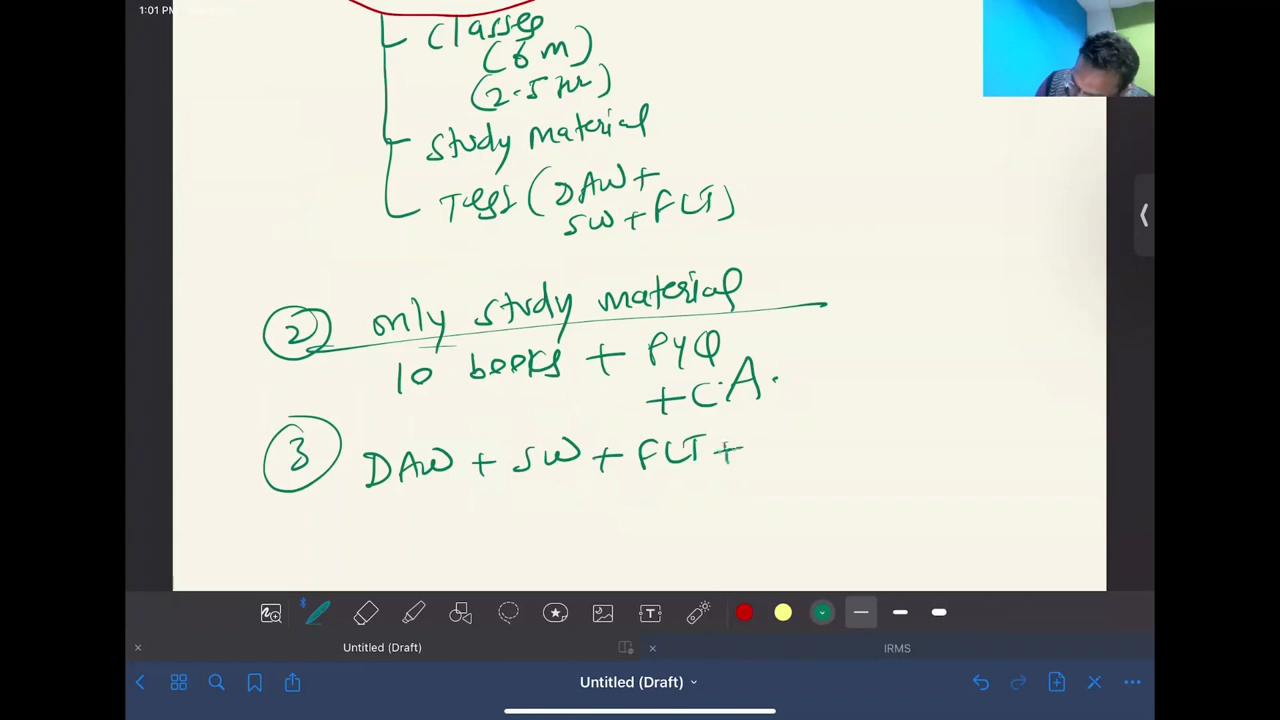 1:01 PM
Classes
(6 m)
(2.5 hr)
Study material
Tests (DAW +
SW + FLT)
2 only study material
10 books + PYQ
+ C.A.
3 DAW + SW + FLT +
T
Untitled (Draft)
IRMS
Untitled (Draft)